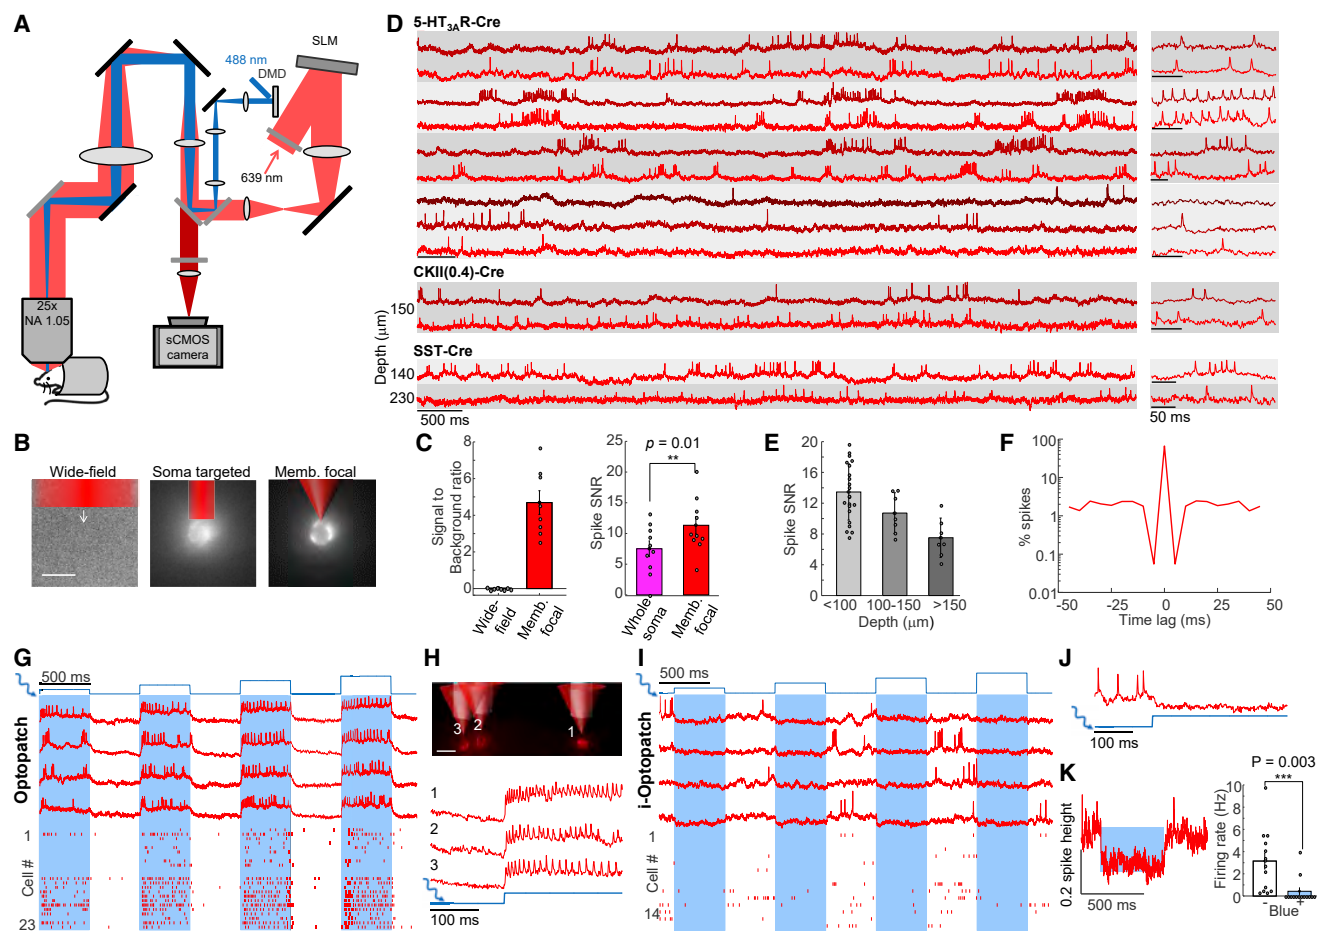 A
SLM
488 nm
DMD
639 nm
25x
NA 1.05
sCMOS
camera
D
5-HT3AR-Cre
CKII(0.4)-Cre
150
Depth (μm)
SST-Cre
140
230
500 ms
50 ms
B
Wide-field
Soma targeted
Memb. focal
C
Signal to
Background ratio
8
6
4
2
0
Wide-
field
Memb.
focal
p = 0.01
**
Spike SNR
25
20
15
10
5
0
Whole
soma
Memb.
focal
E
Spike SNR
20
16
12
8
4
0
<100
100-150
>150
Depth (μm)
F
% spikes
100
10
1
0.1
0.01
-50
-25
0
25
50
Time lag (ms)
G
500 ms
Optopatch
1
Cell #
23
H
3
2
1
1
2
3
100 ms
I
500 ms
i-Optopatch
1
Cell #
14
J
100 ms
K
0.2 spike height
500 ms
P = 0.003
***
Firing rate (Hz)
10
8
6
4
2
0
-
+
Blue